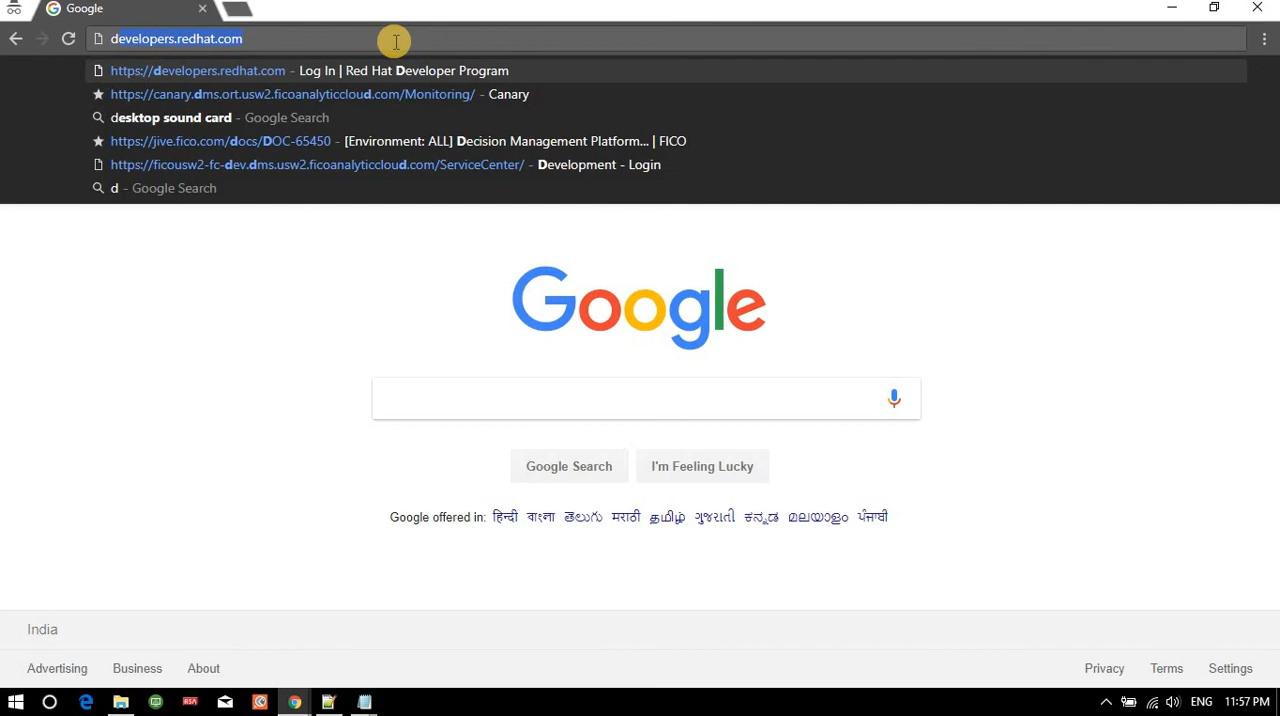 Google
developers.redhat.com
https://developers.redhat.com - Log In | Red Hat Developer Program
https://canary.dms.ort.usw2.ficoanalyticcloud.com/Monitoring/ - Canary
desktop sound card - Google Search
https://jive.fico.com/docs/DOC-65450 - [Environment: ALL] Decision Management Platform... | FICO
https://ficousw2-fc-dev.dms.usw2.ficoanalyticcloud.com/ServiceCenter/ - Development - Login
d - Google Search
Google
Google Search I'm Feeling Lucky
Google offered in: हिन्दी বাংলা తెలుగు मराठी தமிழ் ગુજરાતી ಕನ್ನಡ മലയാളം ਪੰਜਾਬੀ
India
Advertising Business About Privacy Terms Settings
RSA ENG 11:57 PM